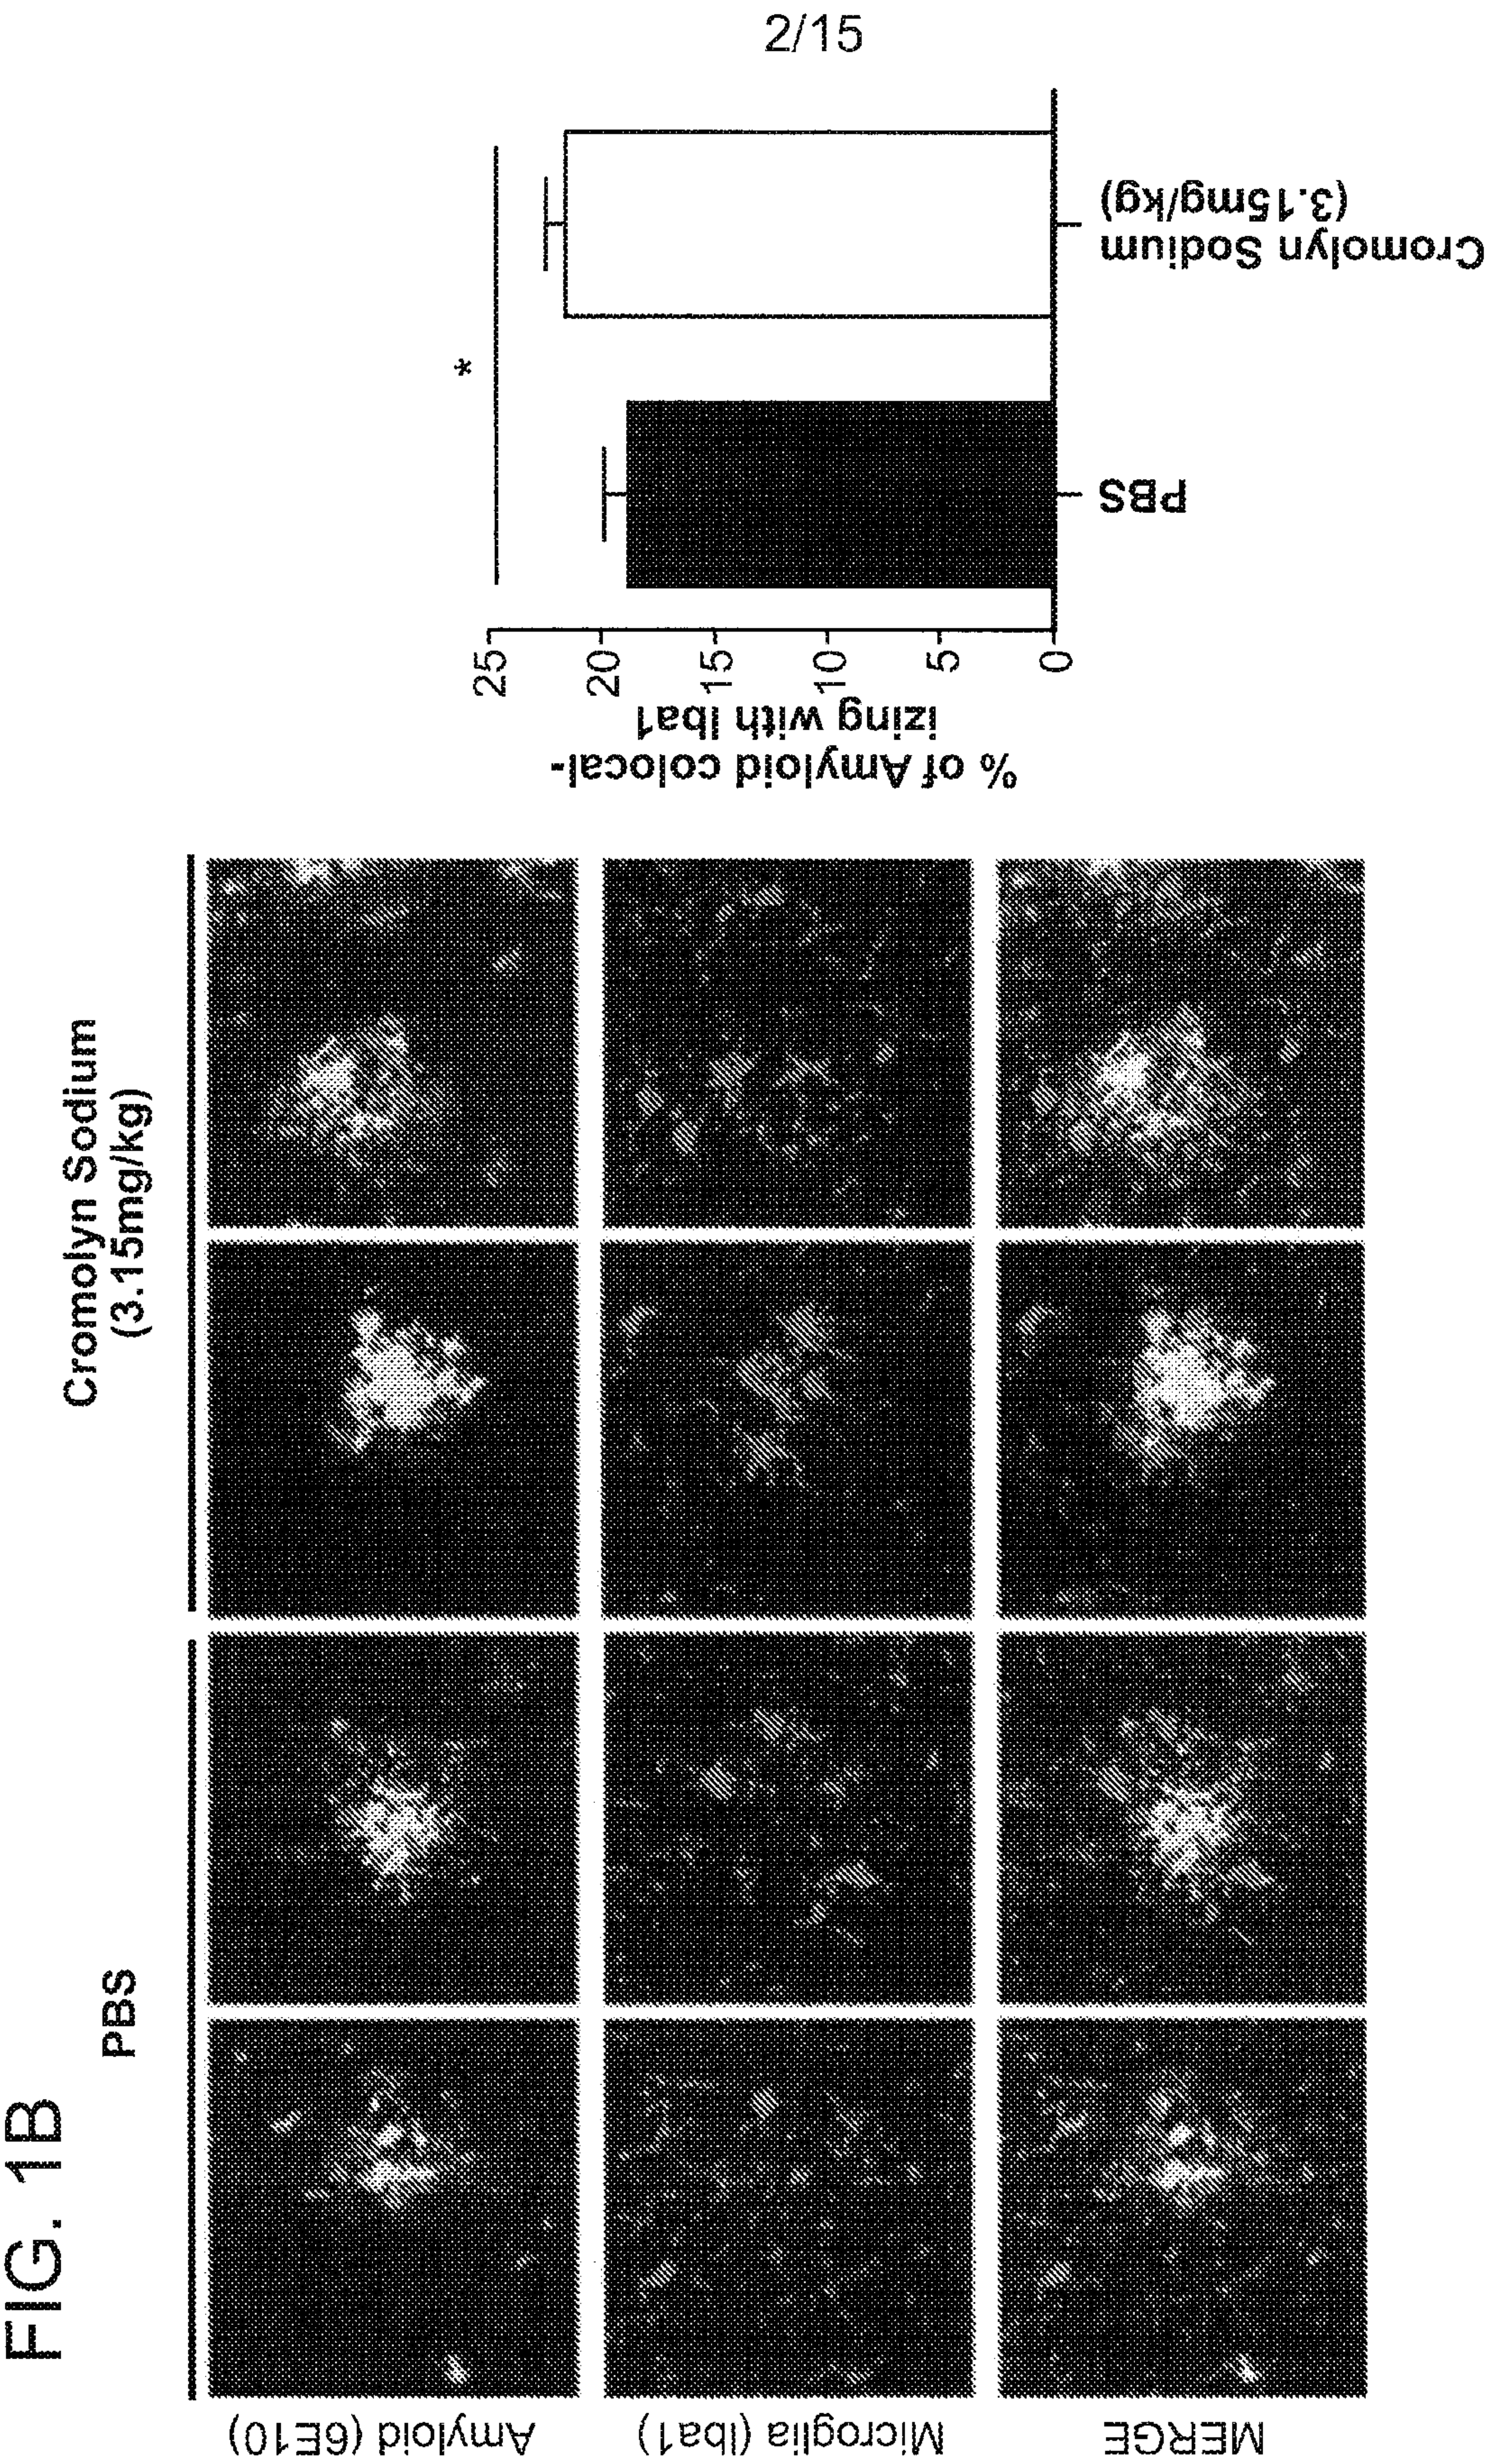 2/15
FIG. 1B
PBS
Cromolyn Sodium
(3.15mg/kg)
Amyloid (6E10)
Microglia (Iba1)
MERGE
% of Amyloid colocal-
izing with Iba1
25
20
15
10
5
0
*
PBS
Cromolyn Sodium
(3.15mg/kg)